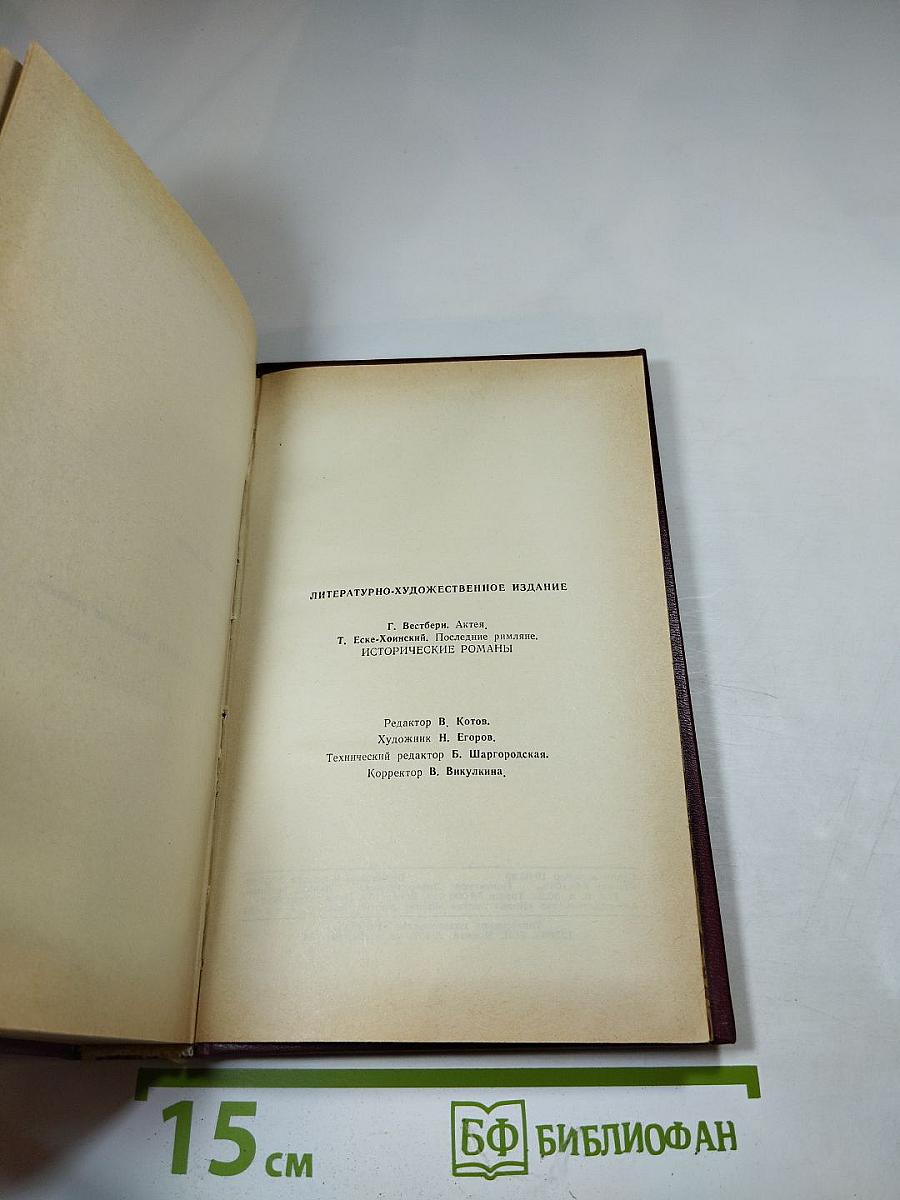 ЛИТЕРАТУРНО-ХУДОЖЕСТВЕННОЕ ИЗДАНИЕ
Г. Вестбери. Актея.
Т. Еске-Хоинский. Последние римляне.
ИСТОРИЧЕСКИЕ РОМАНЫ
Редактор В. Котов.
Художник Н. Егоров.
Технический редактор Б. Шаргородская.
Корректор В. Викулкина.
15 см
БФ БИБЛИОФАН